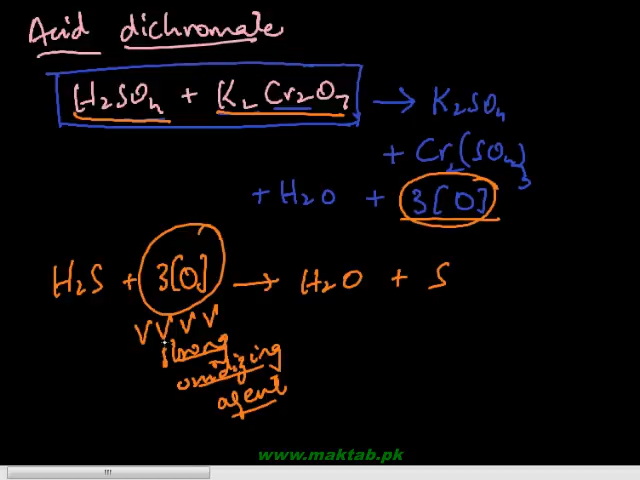 Acid dichromate
H2SO4 + K2Cr2O7 → K2SO4
+ Cr2(SO4)3
+ H2O + 3[O]
H2S + 3[O] → H2O + S
V V V V
strong
oxidizing
agent
www.maktab.pk